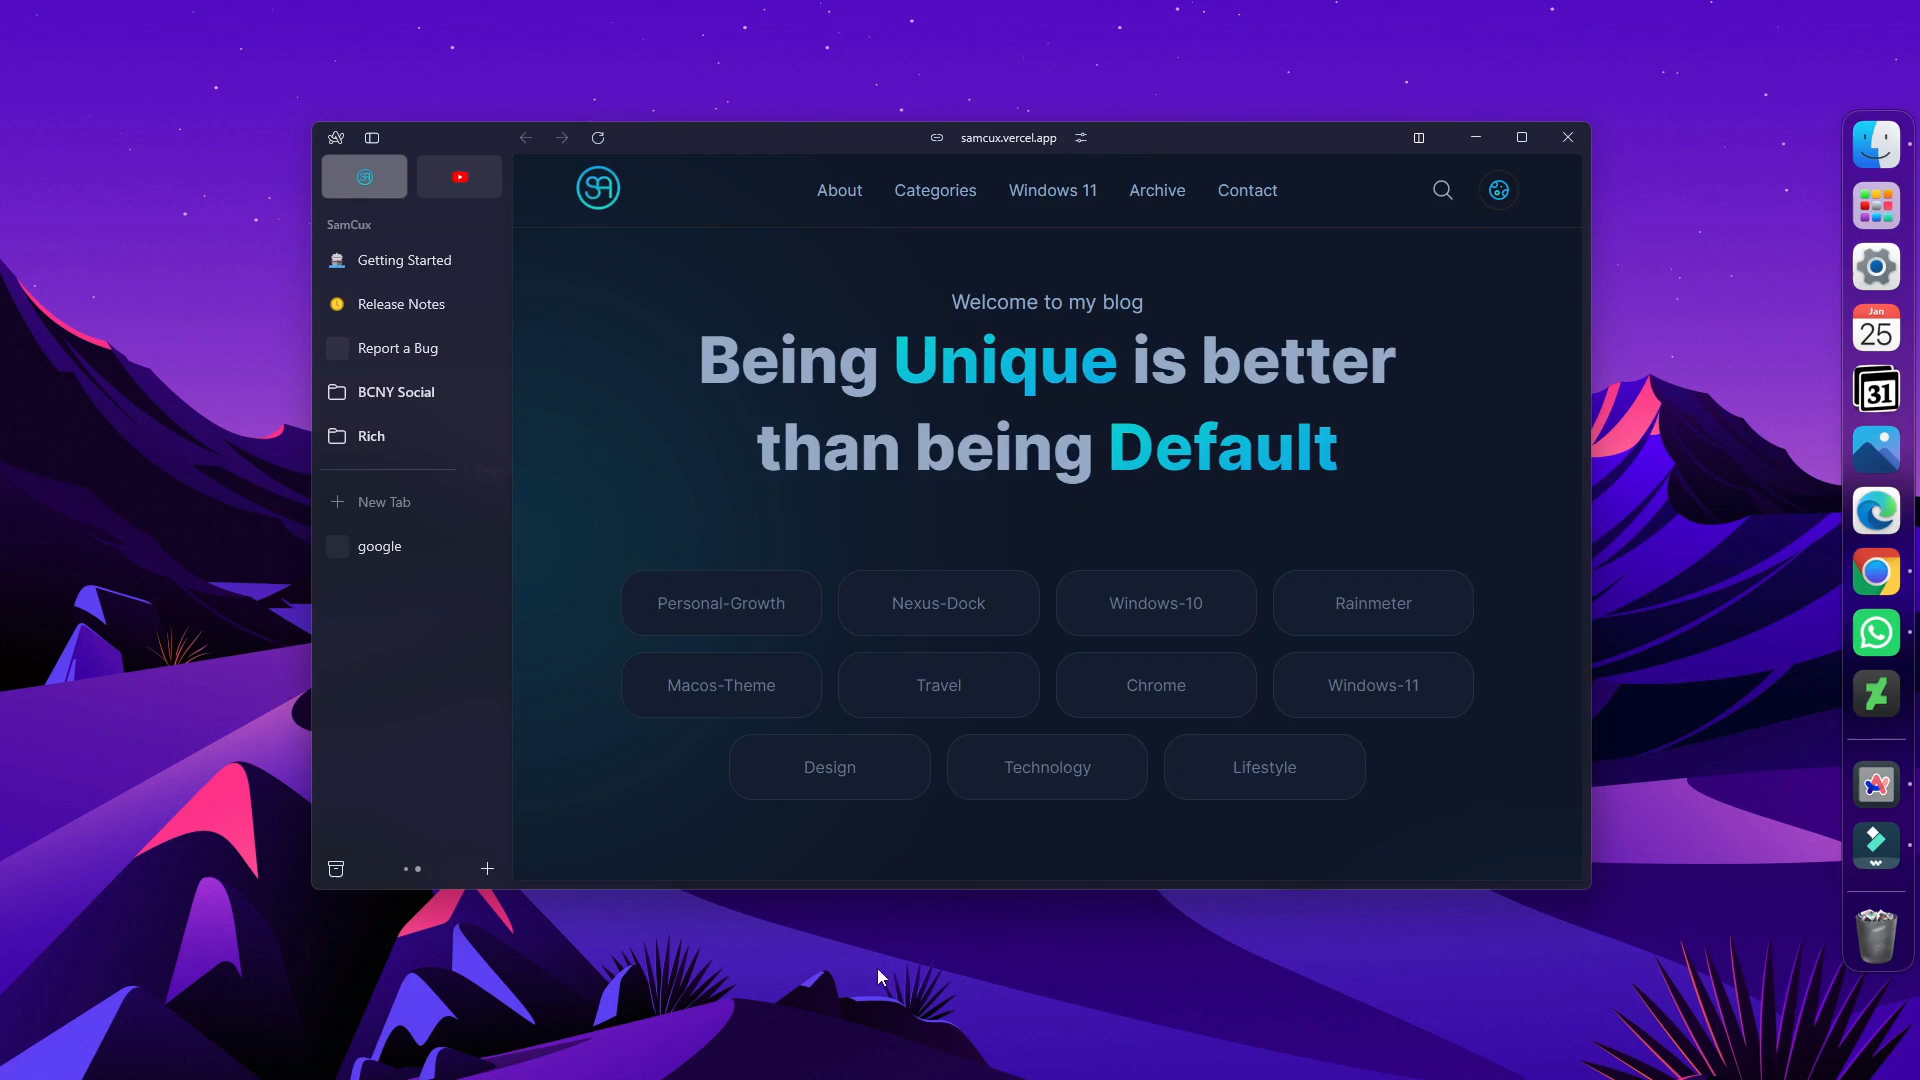 samcux.vercel.app
SamCux
Getting Started
Release Notes
Report a Bug
BCNY Social
Rich
New Tab
google
SA
About
Categories
Windows 11
Archive
Contact
Welcome to my blog
Being Unique is better
than being Default
Personal-Growth
Nexus-Dock
Windows-10
Rainmeter
Macos-Theme
Travel
Chrome
Windows-11
Design
Technology
Lifestyle
Jan
25
31